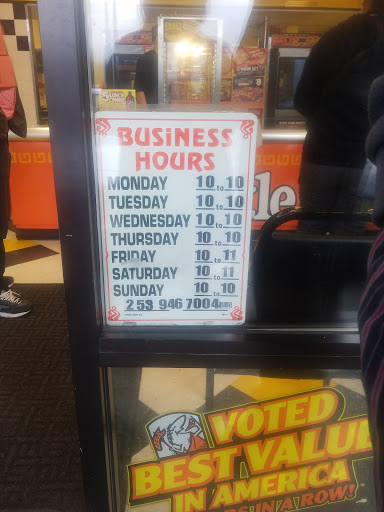 BUSINESS
HOURS
MONDAY 10 to 10
TUESDAY 10 to 10
WEDNESDAY 10 to 10
THURSDAY 10 to 10
FRIDAY 10 to 11
SATURDAY 10 to 11
SUNDAY 10 to 10
253 946 7004
VOTED
BEST VALUE
IN AMERICA
IN A ROW!